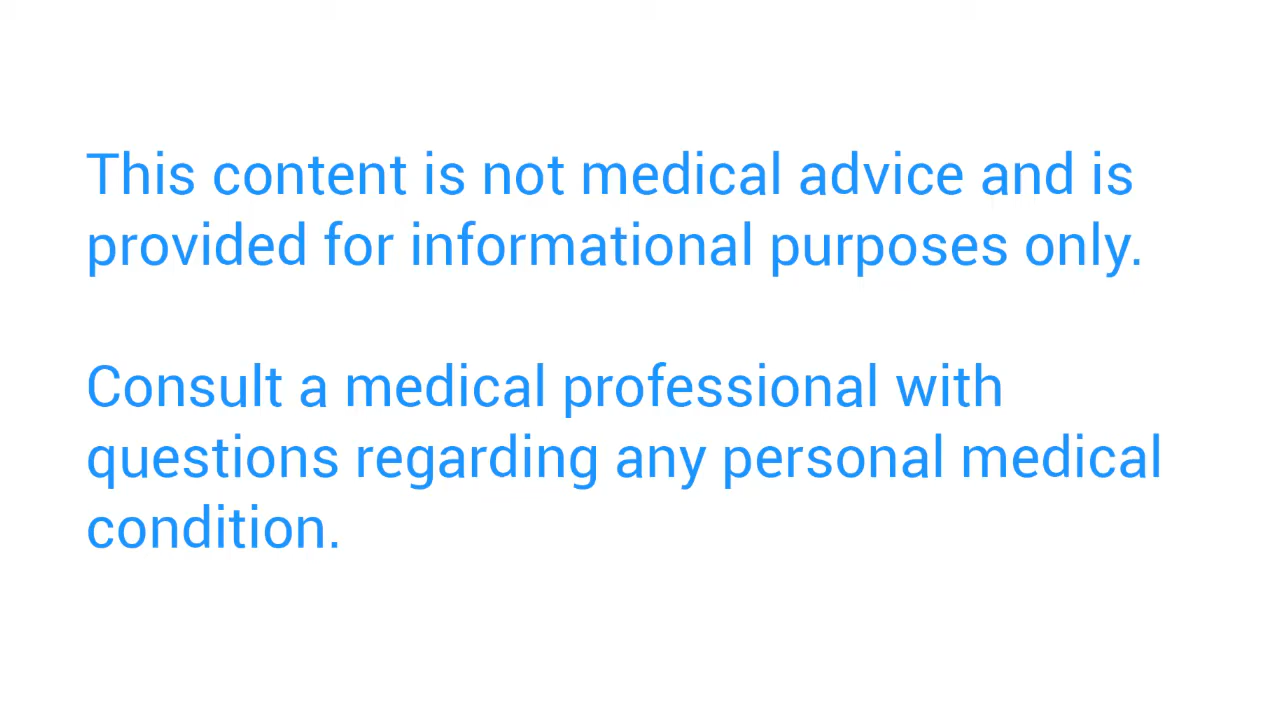 This content is not medical advice and is
provided for informational purposes only.
Consult a medical professional with
questions regarding any personal medical
condition.